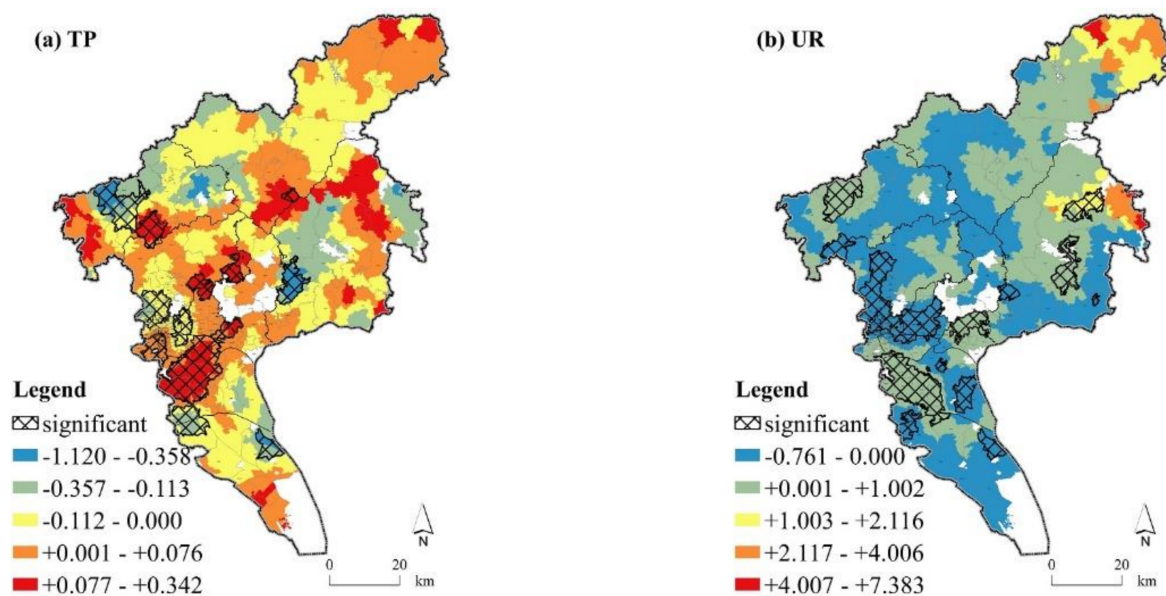 (a) TP
Legend
significant
-1.120 - -0.358
-0.357 - -0.113
-0.112 - 0.000
+0.001 - +0.076
+0.077 - +0.342
N
0 20
km
(b) UR
Legend
significant
-0.761 - 0.000
+0.001 - +1.002
+1.003 - +2.116
+2.117 - +4.006
+4.007 - +7.383
N
0 20
km